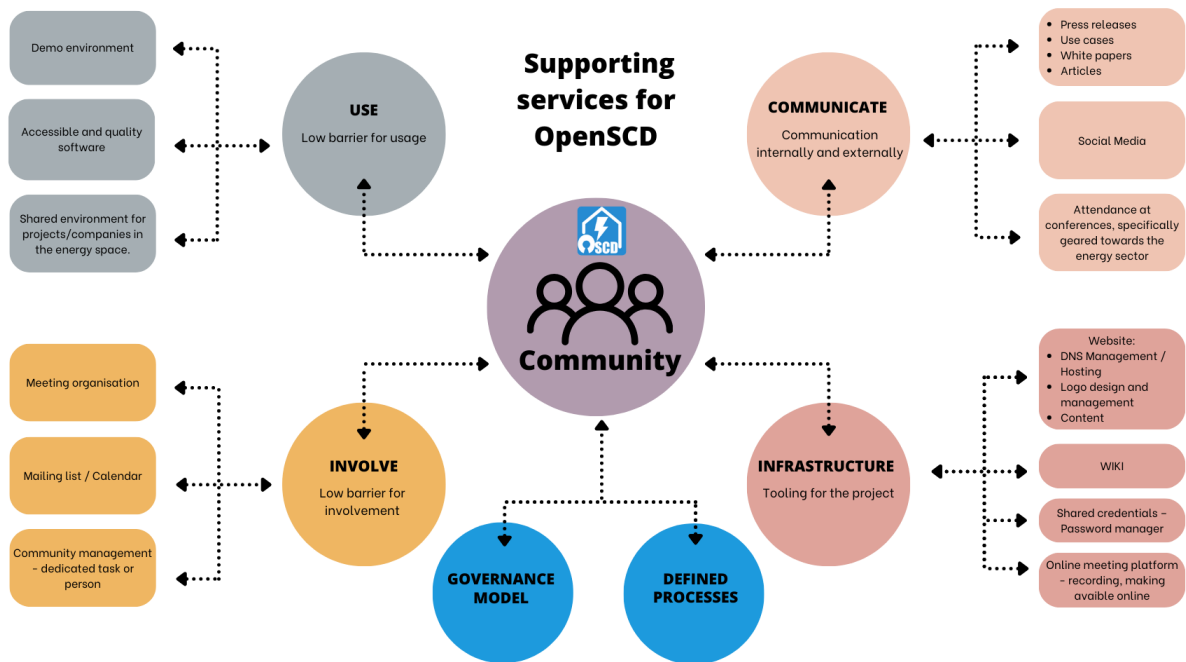 Supporting
services for
OpenSCD
Demo environment
Accessible and quality
software
Shared environment for
projects/companies in
the energy space.
USE
Low barrier for usage
COMMUNICATE
Communication
internally and externally
• Press releases
• Use cases
• White papers
• Articles
Social Media
Attendance at
conferences, specifically
geared towards the
energy sector
SCD
Community
Meeting organisation
Mailing list / Calendar
Community management
– dedicated task or
person
INVOLVE
Low barrier for
involvement
GOVERNANCE
MODEL
DEFINED
PROCESSES
INFRASTRUCTURE
Tooling for the project
Website:
• DNS Management /
Hosting
• Logo design and
management
• Content
WIKI
Shared credentials –
Password manager
Online meeting platform
– recording, making
avaible online